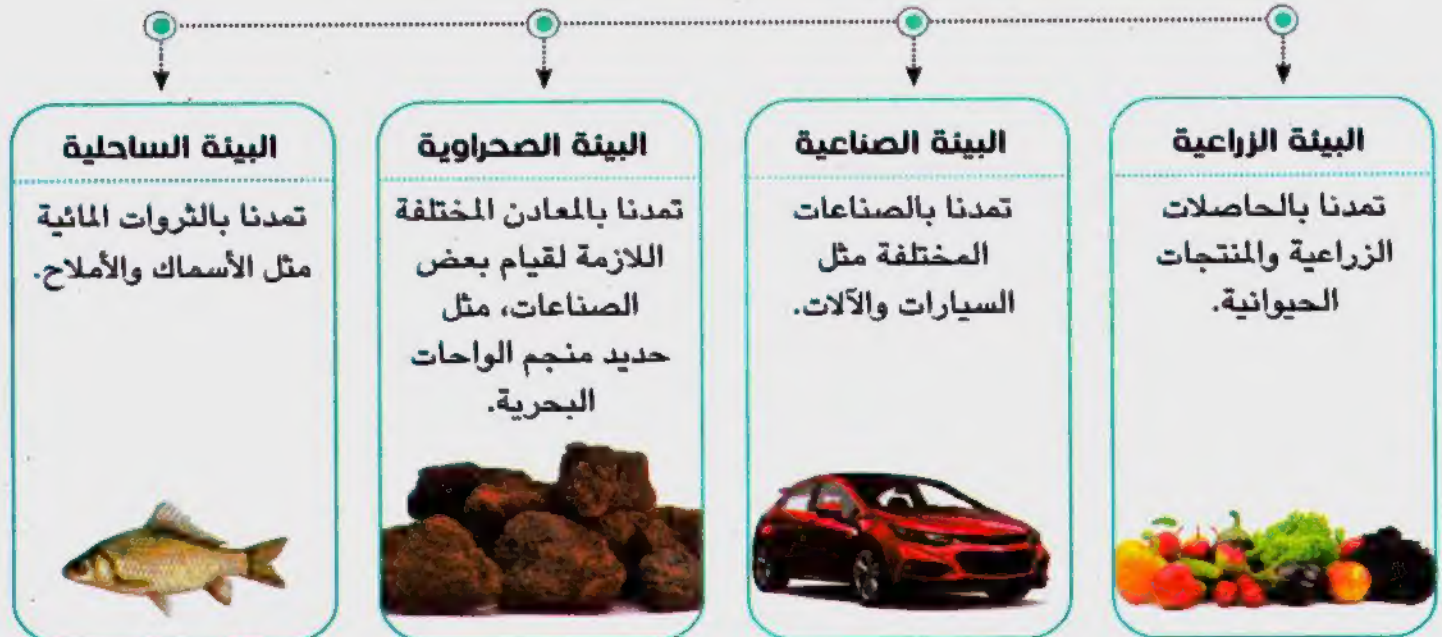 البيئة الزراعية
تمدنا بالحاصلات
الزراعية والمنتجات
الحيوانية.
البيئة الصناعية
تمدنا بالصناعات
المختلفة مثل
السيارات والآلات.
البيئة الصحراوية
تمدنا بالمعادن المختلفة
اللازمة لقيام بعض
الصناعات، مثل
حديد منجم الواحات
البحرية.
البيئة الساحلية
تمدنا بالثروات المائية
مثل الأسماك والأملاح.